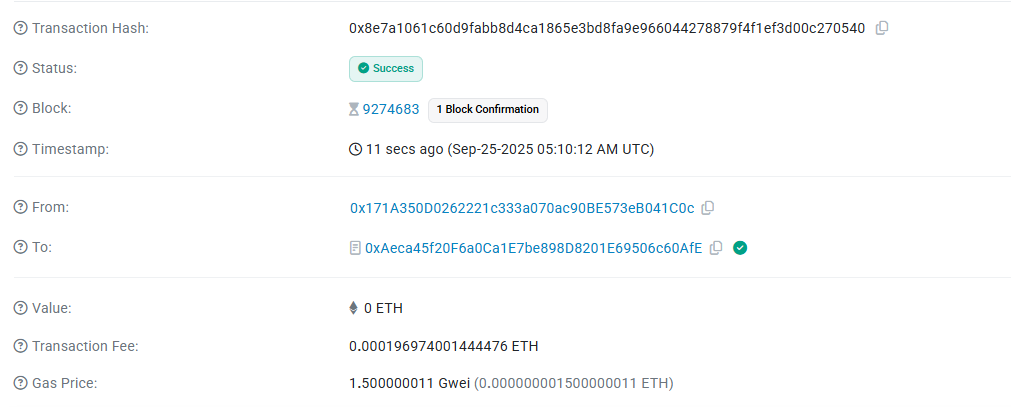 Transaction Hash: 0x8e7a1061c60d9fabb8d4ca1865e3bd8fa9e966044278879f4f1ef3d00c270540
Status: Success
Block: 9274683 1 Block Confirmation
Timestamp: 11 secs ago (Sep-25-2025 05:10:12 AM UTC)
From: 0x171A350D0262221c333a070ac90BE573eB041C0c
To: 0xAeca45f20F6a0Ca1E7be898D8201E69506c60AfE
Value: 0 ETH
Transaction Fee: 0.000196974001444476 ETH
Gas Price: 1.500000011 Gwei (0.000000001500000011 ETH)